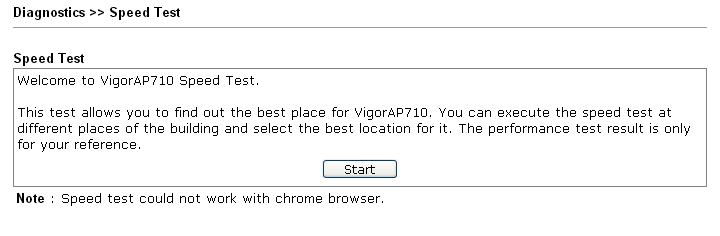 Diagnostics >> Speed Test
Speed Test
Welcome to VigorAP710 Speed Test.
This test allows you to find out the best place for VigorAP710. You can execute the speed test at
different places of the building and select the best location for it. The performance test result is only
for your reference.
Start
Note : Speed test could not work with chrome browser.